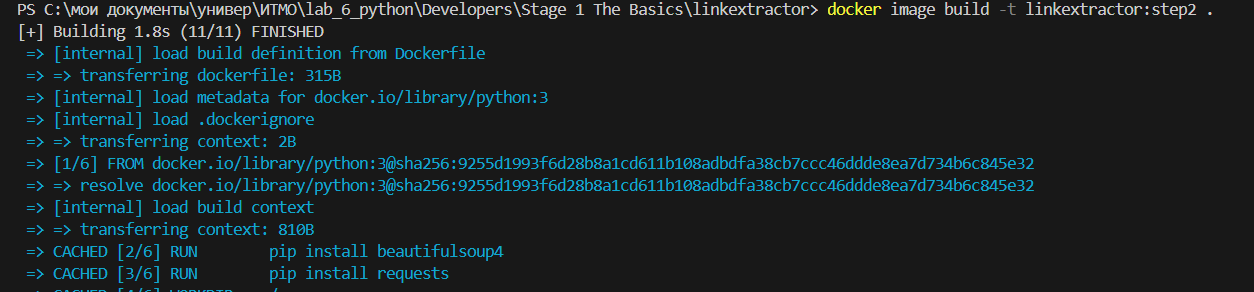 PS C:\мои документы\универ\ИТМО\lab_6_python\Developers\Stage 1 The Basics\linkextractor> docker image build -t linkextractor:step2 .
[+] Building 1.8s (11/11) FINISHED
=> [internal] load build definition from Dockerfile
=> => transferring dockerfile: 315B
=> [internal] load metadata for docker.io/library/python:3
=> [internal] load .dockerignore
=> => transferring context: 2B
=> [1/6] FROM docker.io/library/python:3@sha256:9255d1993f6d28b8a1cd611b108adbdfa38cb7ccc46ddde8ea7d734b6c845e32
=> => resolve docker.io/library/python:3@sha256:9255d1993f6d28b8a1cd611b108adbdfa38cb7ccc46ddde8ea7d734b6c845e32
=> [internal] load build context
=> => transferring context: 810B
=> CACHED [2/6] RUN pip install beautifulsoup4
=> CACHED [3/6] RUN pip install requests